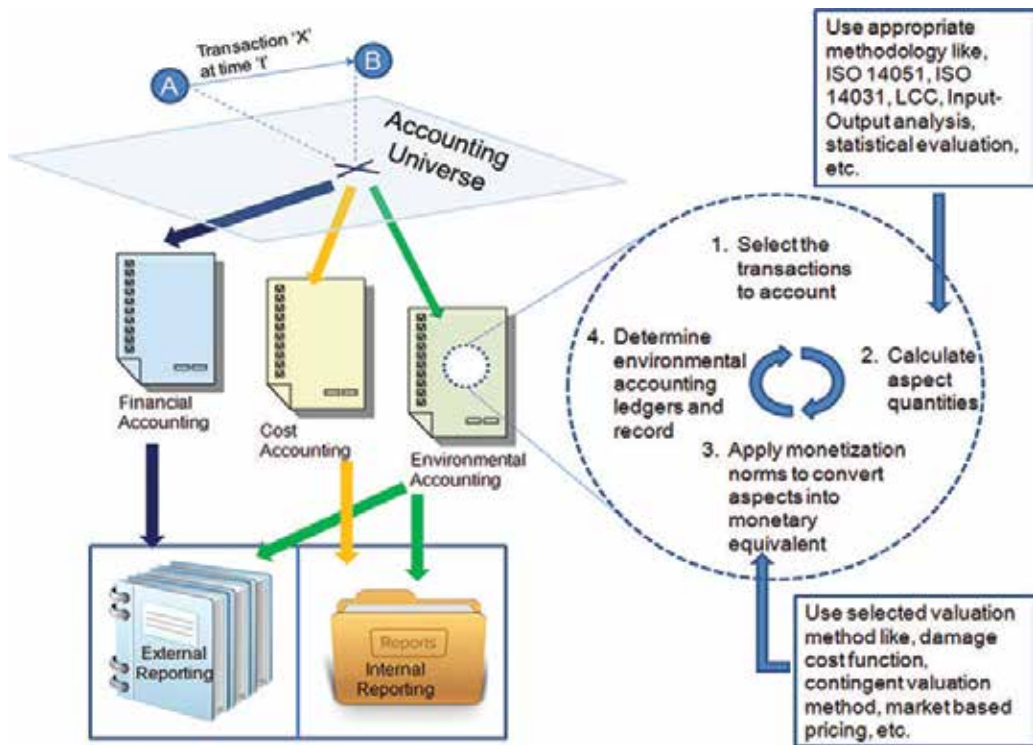 Transaction 'X'
at time 't'
A
B
Accounting
Universe
Financial
Accounting
Cost
Accounting
Environmental
Accounting
External
Reporting
Reports
Internal
Reporting
Use appropriate
methodology like,
ISO 14051, ISO
14031, LCC, Input-
Output analysis,
statistical evaluation,
etc.
1. Select the
transactions
to account
2. Calculate
aspect
quantities
3. Apply monetization
norms to convert
aspects into
monetary
equivalent
4. Determine
environmental
accounting
ledgers and
record
Use selected valuation
method like, damage
cost function,
contingent valuation
method, market based
pricing, etc.